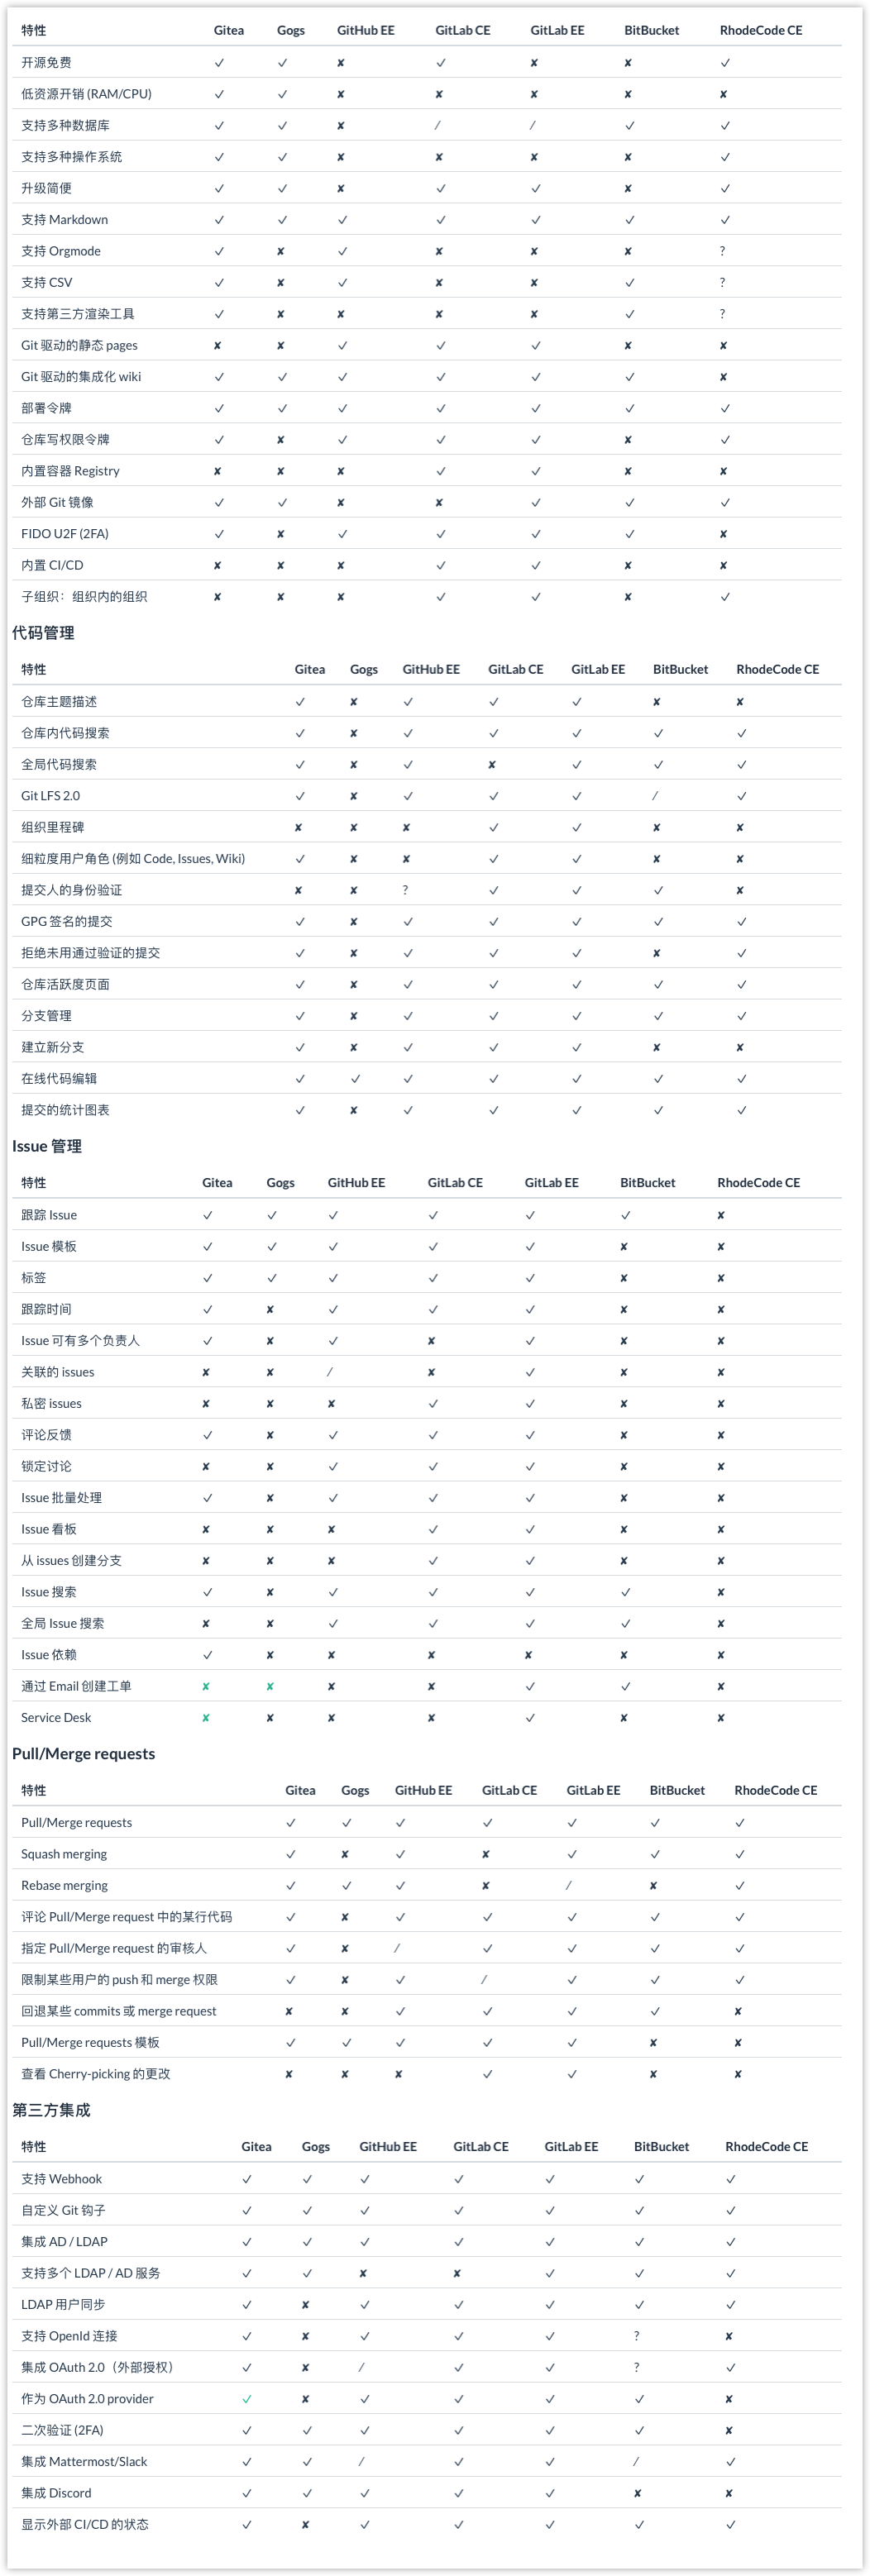 特性 Gitea Gogs GitHub EE GitLab CE GitLab EE BitBucket RhodeCode CE
开源免费 ✓ ✓ ✘ ✓ ✘ ✘ ✓
低资源开销 (RAM/CPU) ✓ ✓ ✘ ✘ ✘ ✘ ✘
支持多种数据库 ✓ ✓ ✘ ⁄ ⁄ ✓ ✓
支持多种操作系统 ✓ ✓ ✘ ✘ ✘ ✘ ✓
升级简便 ✓ ✓ ✘ ✓ ✓ ✘ ✓
支持 Markdown ✓ ✓ ✓ ✓ ✓ ✓ ✓
支持 Orgmode ✓ ✘ ✓ ✘ ✘ ✘ ?
支持 CSV ✓ ✘ ✓ ✘ ✘ ✓ ?
支持第三方渲染工具 ✓ ✘ ✘ ✘ ✘ ✓ ?
Git 驱动的静态 pages ✘ ✘ ✓ ✓ ✓ ✘ ✘
Git 驱动的集成化 wiki ✓ ✓ ✓ ✓ ✓ ✓ ✘
部署令牌 ✓ ✓ ✓ ✓ ✓ ✓ ✓
仓库写权限令牌 ✓ ✘ ✓ ✓ ✓ ✘ ✓
内置容器 Registry ✘ ✘ ✘ ✓ ✓ ✘ ✘
外部 Git 镜像 ✓ ✓ ✘ ✘ ✓ ✓ ✓
FIDO U2F (2FA) ✓ ✘ ✓ ✓ ✓ ✓ ✘
内置 CI/CD ✘ ✘ ✘ ✓ ✓ ✘ ✘
子组织：组织内的组织 ✘ ✘ ✘ ✓ ✓ ✘ ✓
代码管理
特性 Gitea Gogs GitHub EE GitLab CE GitLab EE BitBucket RhodeCode CE
仓库主题描述 ✓ ✘ ✓ ✓ ✓ ✘ ✘
仓库内代码搜索 ✓ ✘ ✓ ✓ ✓ ✓ ✓
全局代码搜索 ✓ ✘ ✓ ✘ ✓ ✓ ✓
Git LFS 2.0 ✓ ✘ ✓ ✓ ✓ ⁄ ✓
组织里程碑 ✘ ✘ ✘ ✓ ✓ ✘ ✘
细粒度用户角色 (例如 Code, Issues, Wiki) ✓ ✘ ✘ ✓ ✓ ✘ ✘
提交人的身份验证 ✘ ✘ ? ✓ ✓ ✓ ✘
GPG 签名的提交 ✓ ✘ ✓ ✓ ✓ ✓ ✓
拒绝未用通过验证的提交 ✓ ✘ ✓ ✓ ✓ ✘ ✓
仓库活跃度页面 ✓ ✘ ✓ ✓ ✓ ✓ ✓
分支管理 ✓ ✘ ✓ ✓ ✓ ✓ ✓
建立新分支 ✓ ✘ ✓ ✓ ✓ ✘ ✘
在线代码编辑 ✓ ✓ ✓ ✓ ✓ ✓ ✓
提交的统计图表 ✓ ✘ ✓ ✓ ✓ ✓ ✓
Issue 管理
特性 Gitea Gogs GitHub EE GitLab CE GitLab EE BitBucket RhodeCode CE
跟踪 Issue ✓ ✓ ✓ ✓ ✓ ✓ ✘
Issue 模板 ✓ ✓ ✓ ✓ ✓ ✘ ✘
标签 ✓ ✓ ✓ ✓ ✓ ✘ ✘
跟踪时间 ✓ ✘ ✓ ✓ ✓ ✘ ✘
Issue 可有多个负责人 ✓ ✘ ✓ ✘ ✓ ✘ ✘
关联的 issues ✘ ✘ ⁄ ✘ ✓ ✘ ✘
私密 issues ✘ ✘ ✘ ✓ ✓ ✘ ✘
评论反馈 ✓ ✘ ✓ ✓ ✓ ✘ ✘
锁定讨论 ✘ ✘ ✓ ✓ ✓ ✘ ✘
Issue 批量处理 ✓ ✘ ✓ ✓ ✓ ✘ ✘
Issue 看板 ✘ ✘ ✘ ✓ ✓ ✘ ✘
从 issues 创建分支 ✘ ✘ ✘ ✓ ✓ ✘ ✘
Issue 搜索 ✓ ✘ ✓ ✓ ✓ ✓ ✘
全局 Issue 搜索 ✘ ✘ ✓ ✓ ✓ ✓ ✘
Issue 依赖 ✓ ✘ ✘ ✘ ✘ ✘ ✘
通过 Email 创建工单 ✘ ✘ ✘ ✘ ✓ ✓ ✘
Service Desk ✘ ✘ ✘ ✘ ✓ ✘ ✘
Pull/Merge requests
特性 Gitea Gogs GitHub EE GitLab CE GitLab EE BitBucket RhodeCode CE
Pull/Merge requests ✓ ✓ ✓ ✓ ✓ ✓ ✓
Squash merging ✓ ✘ ✓ ✘ ✓ ✓ ✓
Rebase merging ✓ ✓ ✓ ✘ ⁄ ✘ ✓
评论 Pull/Merge request 中的某行代码 ✓ ✘ ✓ ✓ ✓ ✓ ✓
指定 Pull/Merge request 的审核人 ✓ ✘ ⁄ ✓ ✓ ✓ ✓
限制某些用户的 push 和 merge 权限 ✓ ✘ ✓ ⁄ ✓ ✓ ✓
回退某些 commits 或 merge request ✘ ✘ ✓ ✓ ✓ ✓ ✘
Pull/Merge requests 模板 ✓ ✓ ✓ ✓ ✓ ✘ ✘
查看 Cherry-picking 的更改 ✘ ✘ ✘ ✓ ✓ ✘ ✘
第三方集成
特性 Gitea Gogs GitHub EE GitLab CE GitLab EE BitBucket RhodeCode CE
支持 Webhook ✓ ✓ ✓ ✓ ✓ ✓ ✓
自定义 Git 钩子 ✓ ✓ ✓ ✓ ✓ ✓ ✓
集成 AD / LDAP ✓ ✓ ✓ ✓ ✓ ✓ ✓
支持多个 LDAP / AD 服务 ✓ ✓ ✘ ✘ ✓ ✓ ✓
LDAP 用户同步 ✓ ✘ ✓ ✓ ✓ ✓ ✓
支持 OpenId 连接 ✓ ✘ ✓ ✓ ✓ ? ✘
集成 OAuth 2.0（外部授权） ✓ ✘ ⁄ ✓ ✓ ? ✓
作为 OAuth 2.0 provider ✓ ✘ ✓ ✓ ✓ ✓ ✘
二次验证 (2FA) ✓ ✓ ✓ ✓ ✓ ✓ ✘
集成 Mattermost/Slack ✓ ✓ ⁄ ✓ ✓ ⁄ ✓
集成 Discord ✓ ✓ ✓ ✓ ✓ ✘ ✘
显示外部 CI/CD 的状态 ✓ ✘ ✓ ✓ ✓ ✓ ✓